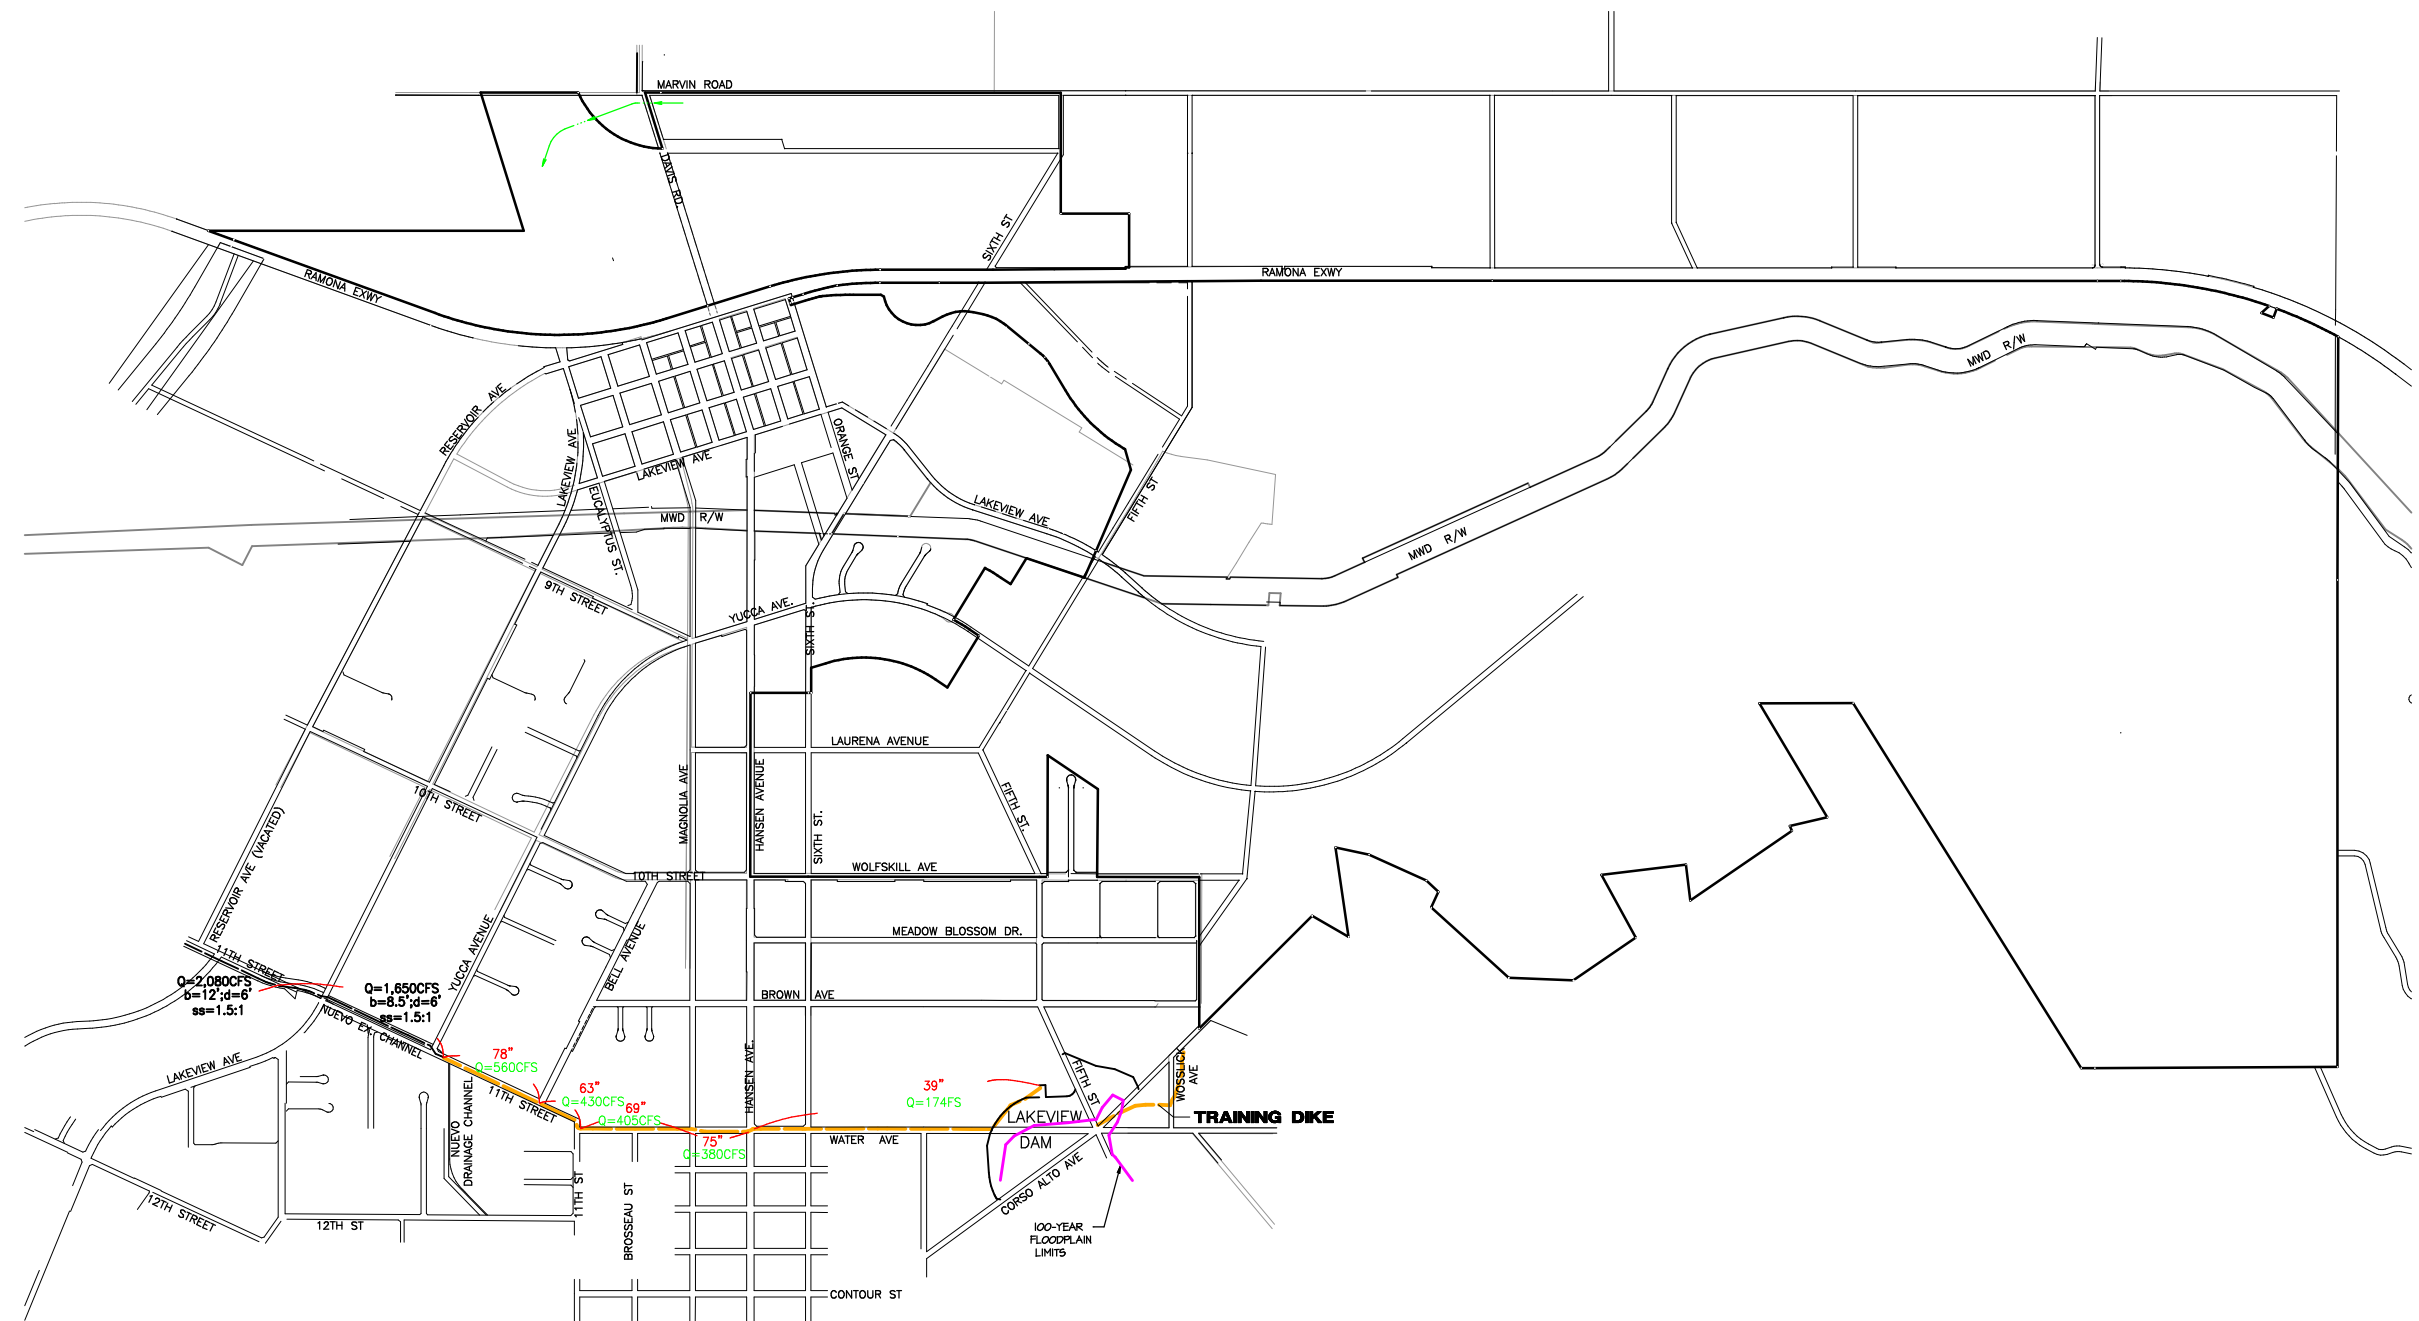 MARVIN ROAD
DAVIS RD.
SIXTH ST
RAMONA EXWY
RAMONA EXWY
MWD R/W
RESERVOIR AVE
LAKEVIEW AVE
LAKEVIEW AVE
ORANGE ST
EUCALYPTUS ST.
MWD R/W
LAKEVIEW AVE
FIFTH ST
MWD R/W
9TH STREET
YUCCA AVE.
SIXTH ST.
LAURENA AVENUE
MAGNOLIA AVE
HANSEN AVENUE
SIXTH ST.
FIFTH ST.
10TH STREET
RESERVOIR AVE (VACATED)
10TH STREET
WOLFSKILL AVE
MEADOW BLOSSOM DR.
YUCCA AVENUE
BELL AVENUE
11TH STREET
Q=2,080CFS
b=12';d=6'
ss=1.5:1
Q=1,650CFS
b=8.5';d=6'
ss=1.5:1
BROWN AVE
NUEVO EX. CHANNEL
LAKEVIEW AVE
78"
Q=560CFS
11TH STREET
63"
Q=430CFS
69"
Q=405CFS
HANSEN AVE.
75"
Q=380CFS
39"
Q=174FS
FIFTH ST
WOSSLICK
AVE
LAKEVIEW
DAM
TRAINING DIKE
WATER AVE
NUEVO
DRAINAGE CHANNEL
11TH ST
BROSSEAU ST
CORSO ALTO AVE
12TH STREET
12TH ST
100-YEAR
FLOODPLAIN
LIMITS
CONTOUR ST